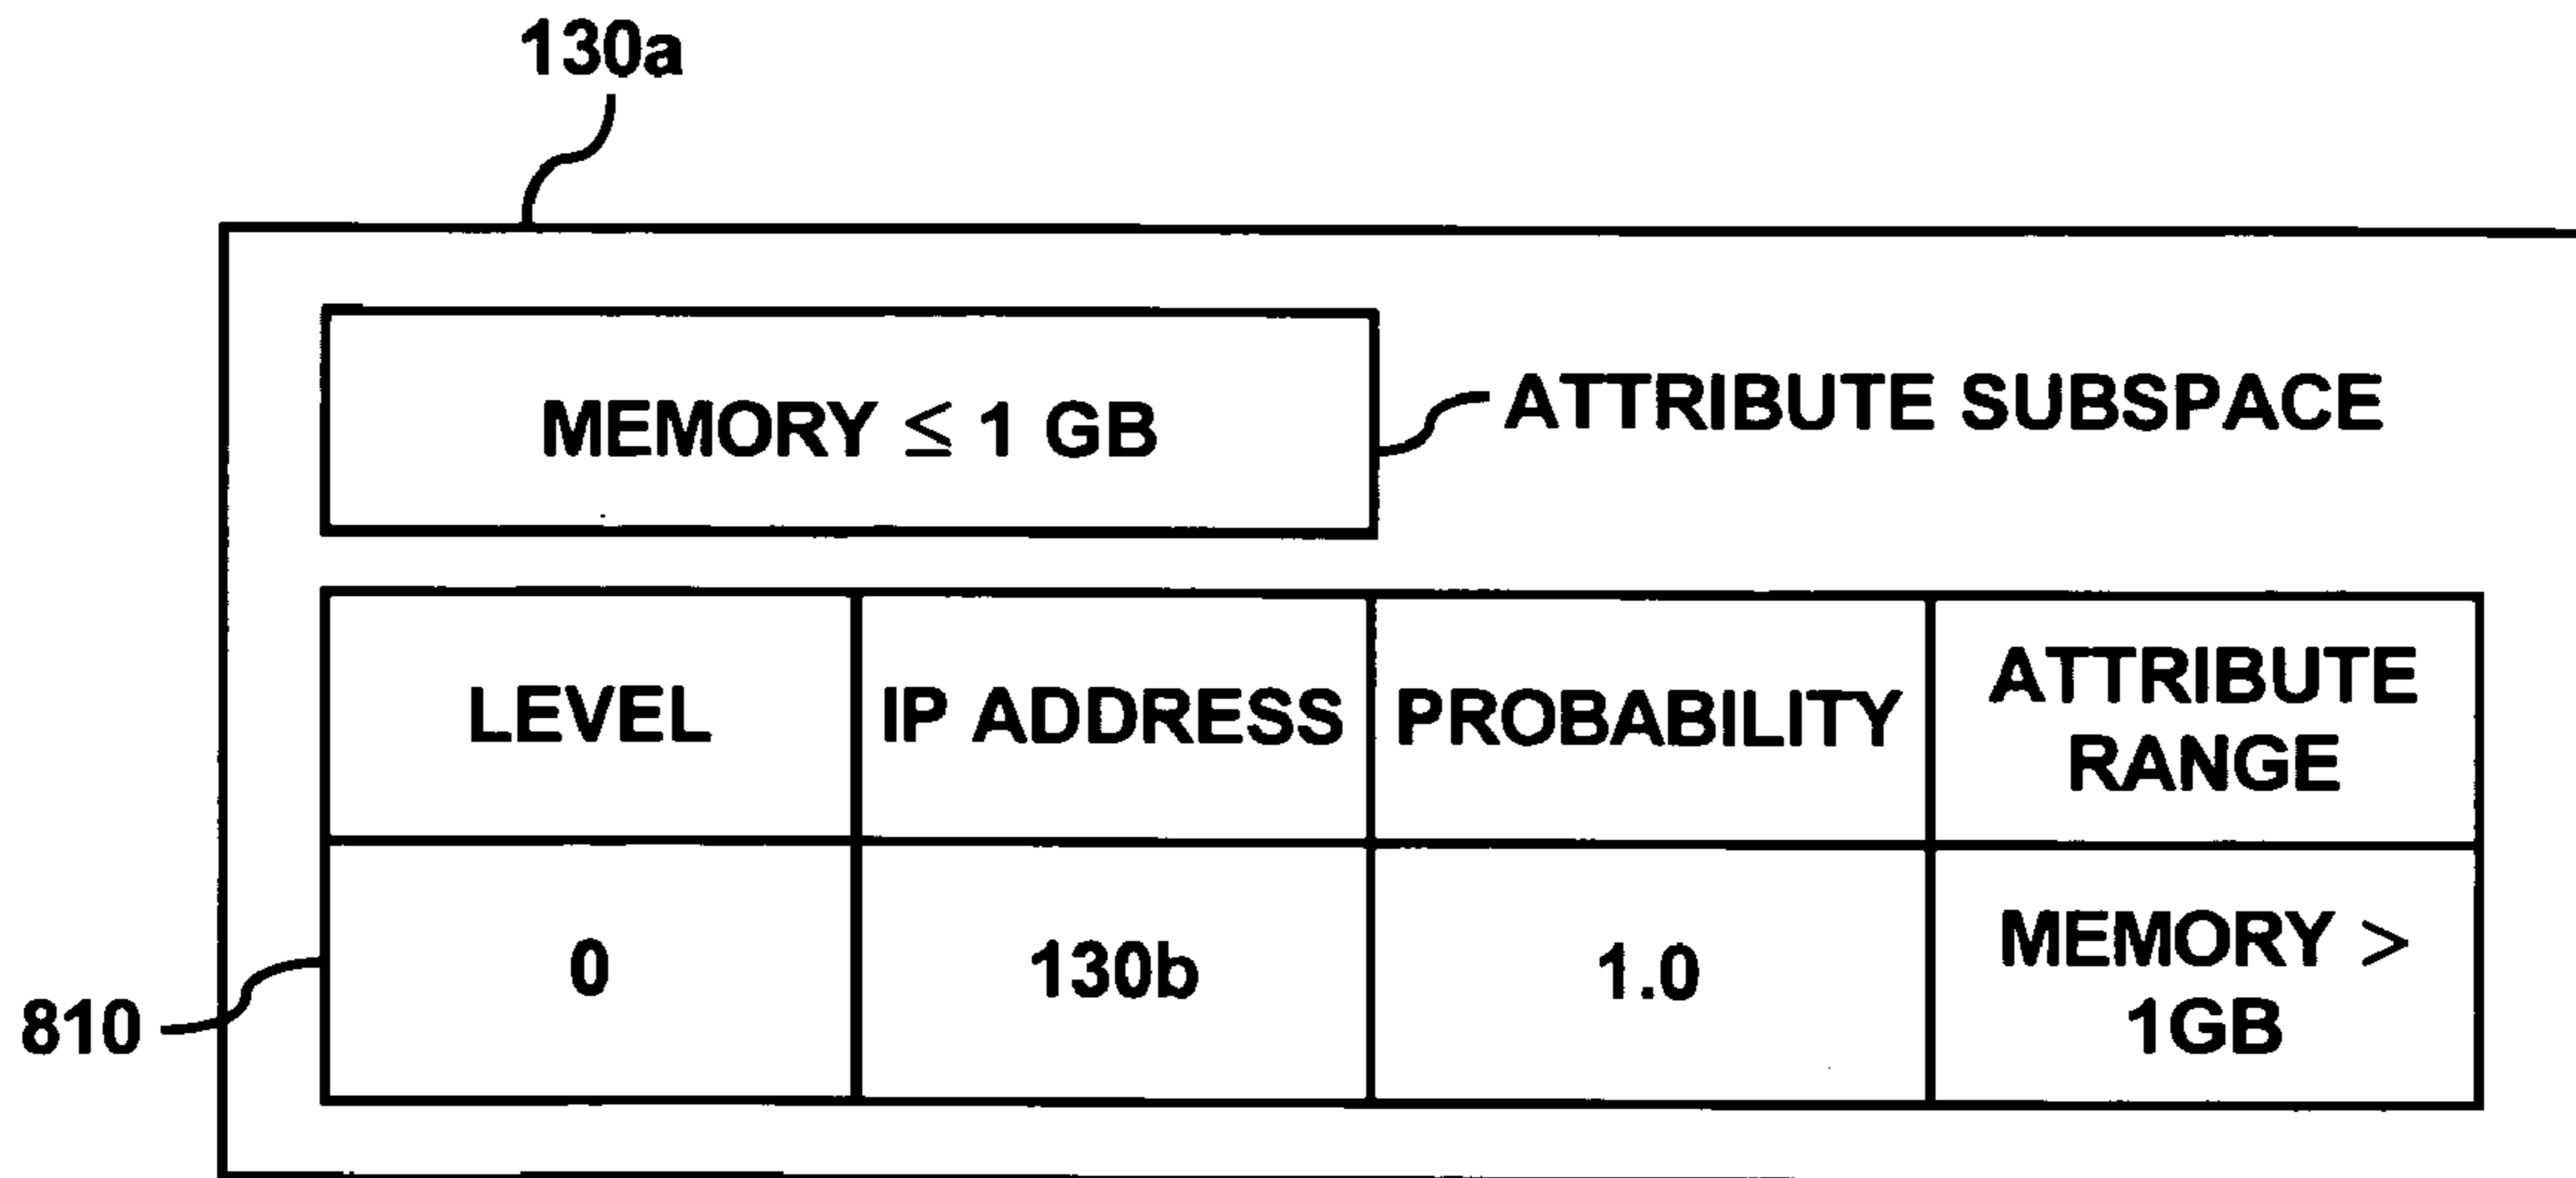 130a
MEMORY ≤ 1 GB
ATTRIBUTE SUBSPACE
LEVEL
IP ADDRESS
PROBABILITY
ATTRIBUTE
RANGE
810
0
130b
1.0
MEMORY >
1GB